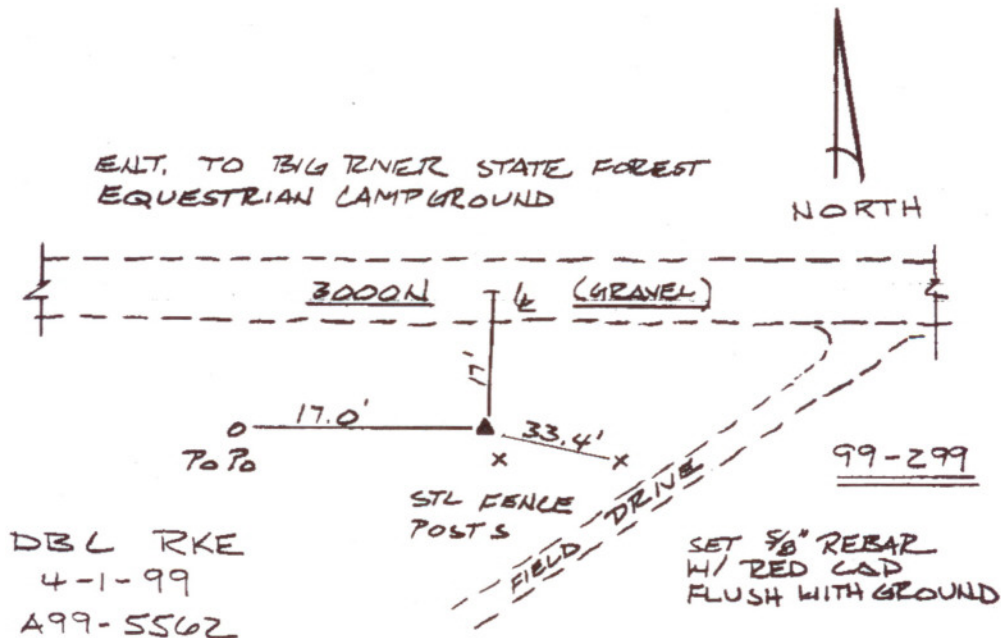 ENT. TO BIG RIVER STATE FOREST
EQUESTRIAN CAMPGROUND
NORTH
3000N ℄ (GRAVEL)
17'
17.0'
33.4'
PoPo
STL FENCE
POSTS
FIELD DRIVE
99-299
DBL RKE
4-1-99
A99-5562
SET 5/8" REBAR
W/ RED CAP
FLUSH WITH GROUND